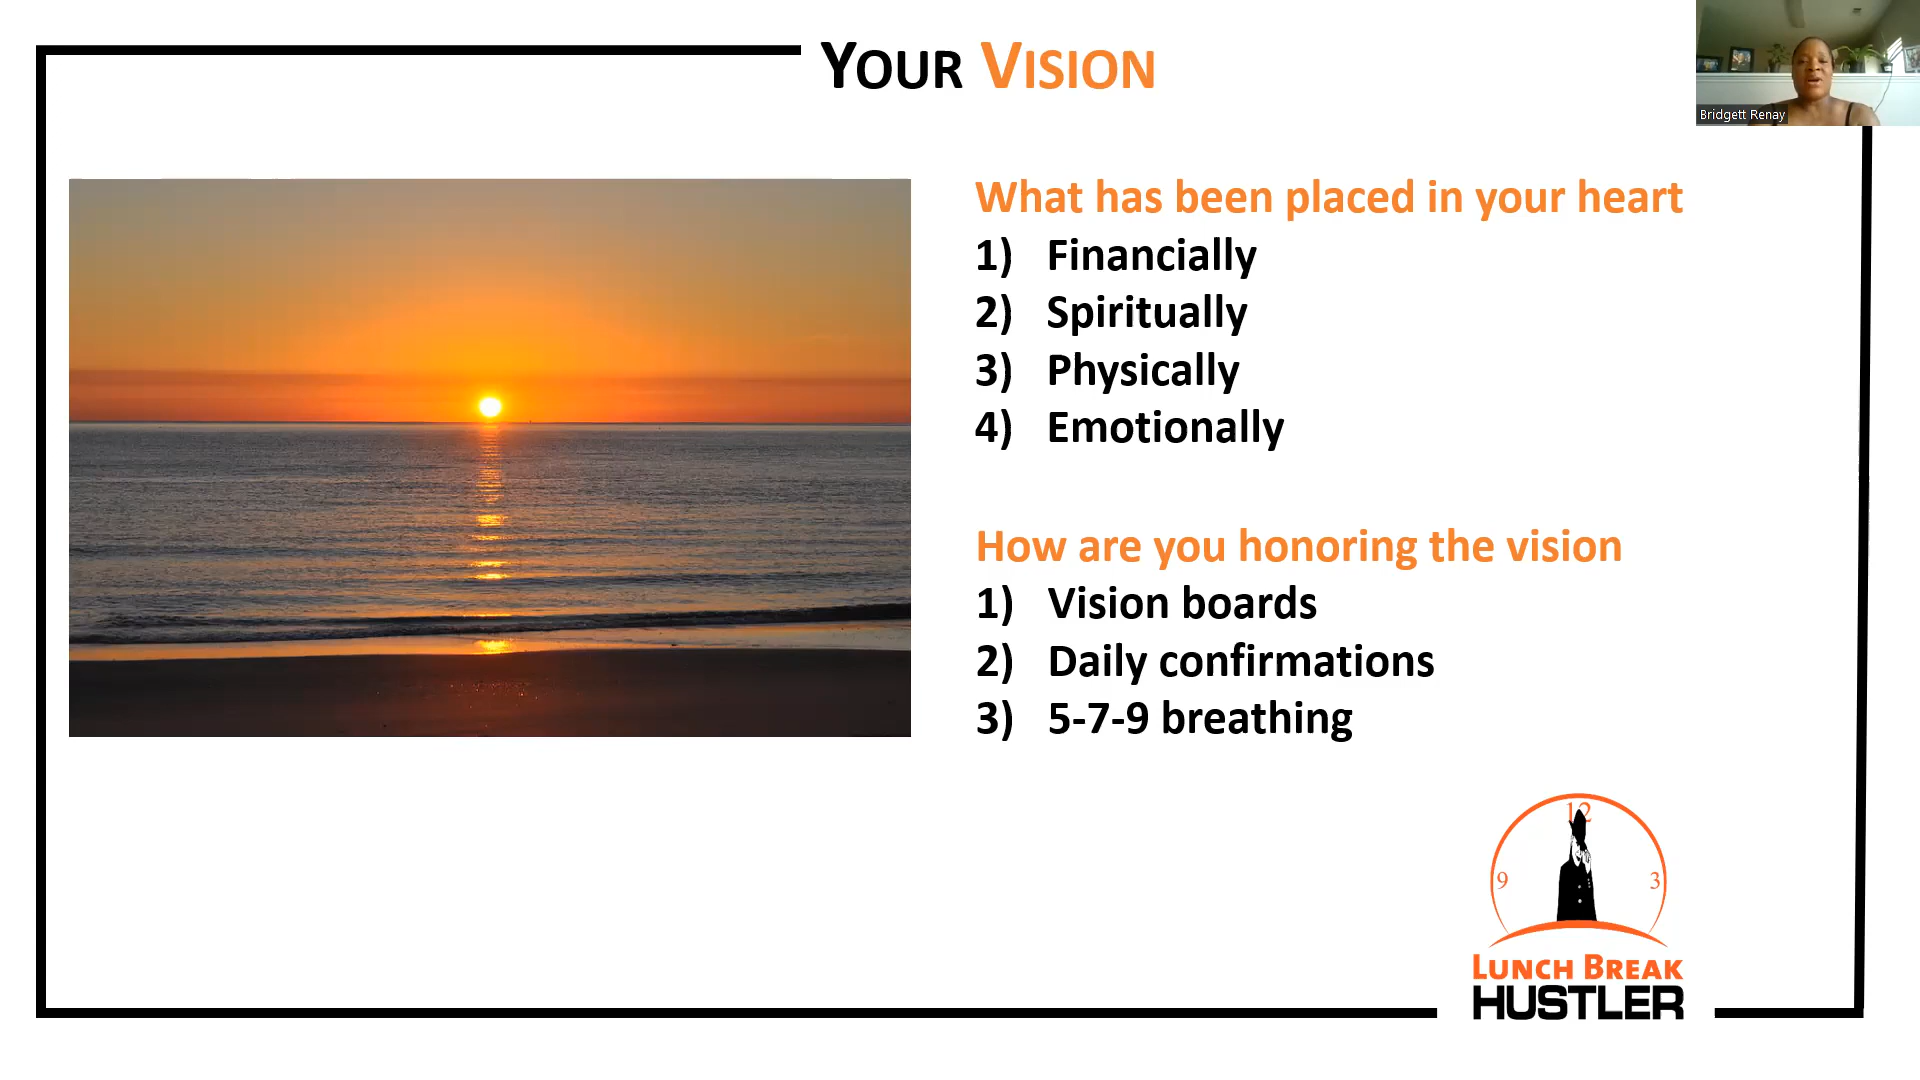 YOUR VISION
Bridgett Renay
What has been placed in your heart
1) Financially
2) Spiritually
3) Physically
4) Emotionally
How are you honoring the vision
1) Vision boards
2) Daily confirmations
3) 5-7-9 breathing
12
9 3
LUNCH BREAK
HUSTLER